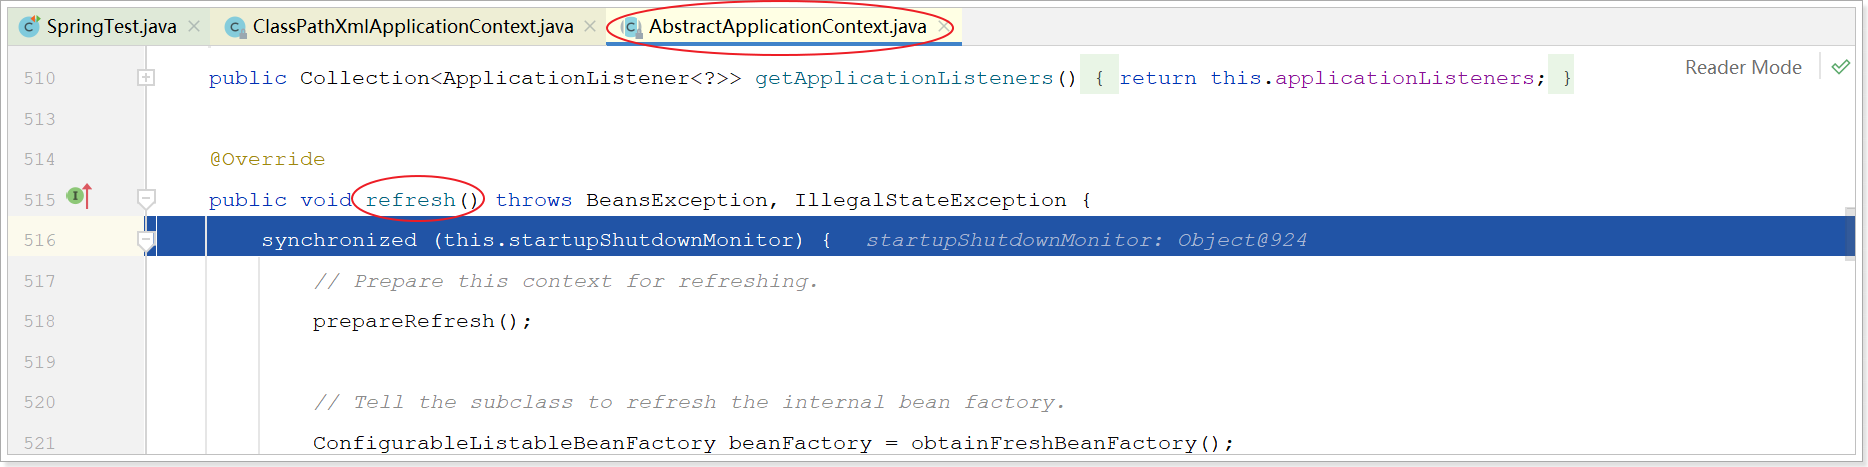 SpringTest.java ClassPathXmlApplicationContext.java AbstractApplicationContext.java
510 public Collection<ApplicationListener<?>> getApplicationListeners() { return this.applicationListeners; } Reader Mode
513
514 @Override
515 public void refresh() throws BeansException, IllegalStateException {
516 synchronized (this.startupShutdownMonitor) { startupShutdownMonitor: Object@924
517 // Prepare this context for refreshing.
518 prepareRefresh();
519
520 // Tell the subclass to refresh the internal bean factory.
521 ConfigurableListableBeanFactory beanFactory = obtainFreshBeanFactory();